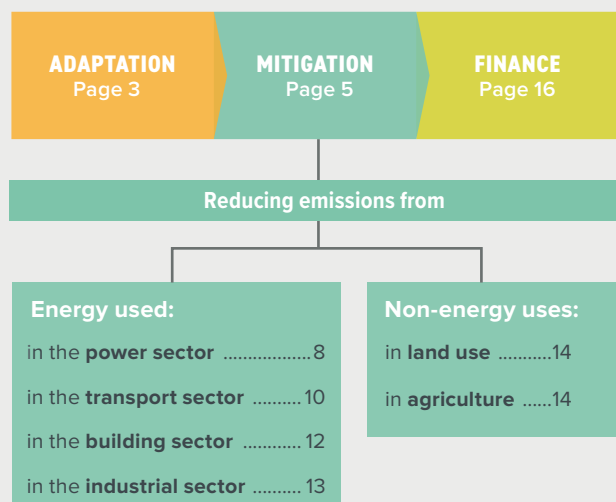 ADAPTATION
Page 3
MITIGATION
Page 5
FINANCE
Page 16
Reducing emissions from
Energy used:
in the power sector ..................8
in the transport sector ..........10
in the building sector ............12
in the industrial sector ..........13
Non-energy uses:
in land use ...........14
in agriculture ......14